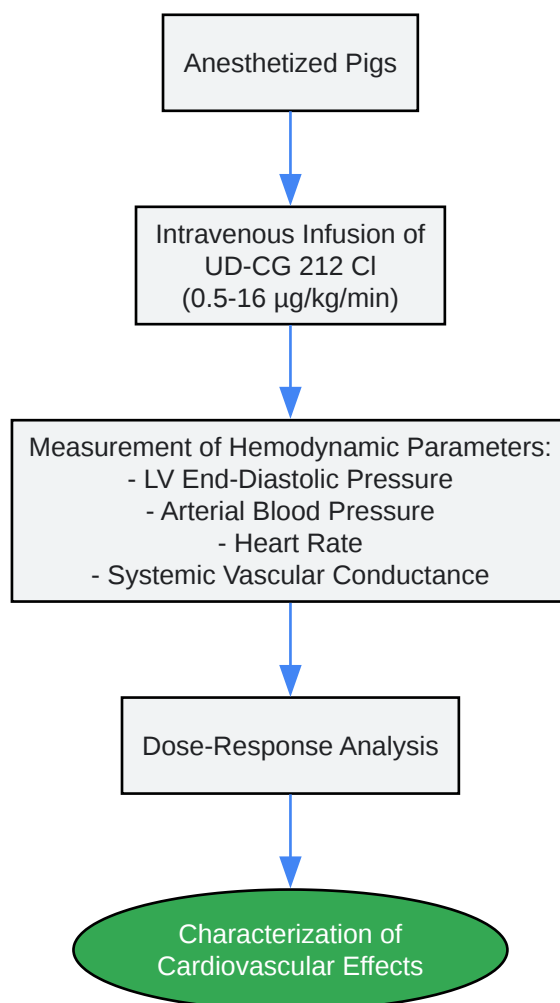 Anesthetized Pigs
Intravenous Infusion of
UD-CG 212 Cl
(0.5-16 µg/kg/min)
Measurement of Hemodynamic Parameters:
- LV End-Diastolic Pressure
- Arterial Blood Pressure
- Heart Rate
- Systemic Vascular Conductance
Dose-Response Analysis
Characterization of
Cardiovascular Effects